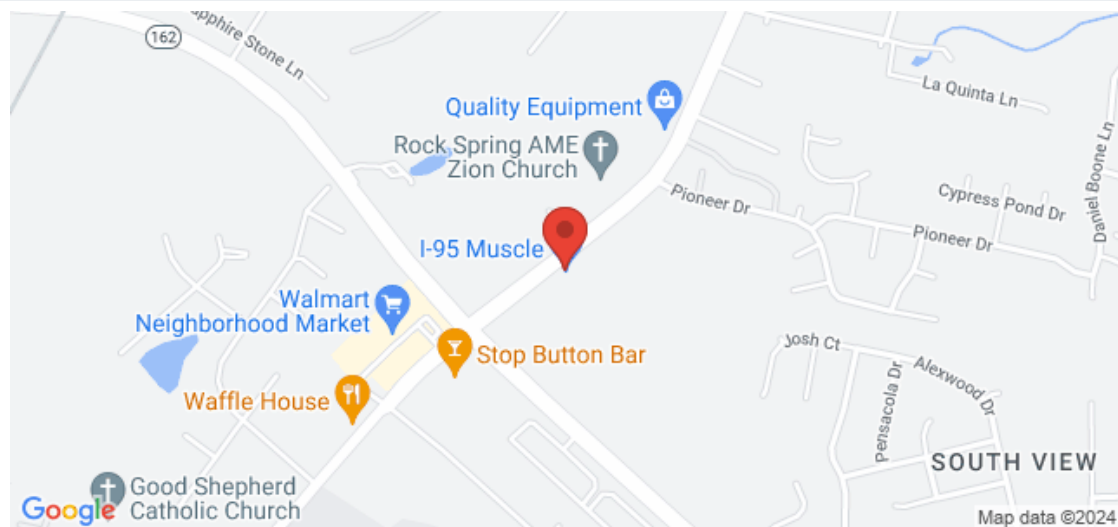 162
Sapphire Stone Ln
La Quinta Ln
Quality Equipment
Rock Spring AME
Zion Church
Daniel Boone Ln
Pioneer Dr
Cypress Pond Dr
Pioneer Dr
I-95 Muscle
Walmart
Neighborhood Market
Stop Button Bar
Josh Ct
Alexwood Dr
Pensacola Dr
Waffle House
SOUTH VIEW
Good Shepherd
Catholic Church
Google
Map data ©2024